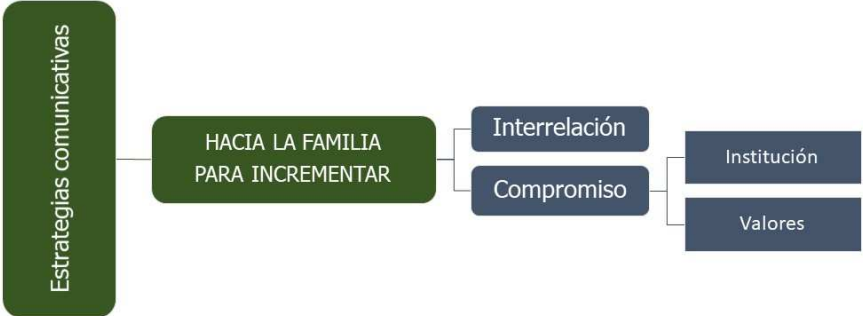 Estrategias comunicativas
HACIA LA FAMILIA
PARA INCREMENTAR
Interrelación
Compromiso
Institución
Valores